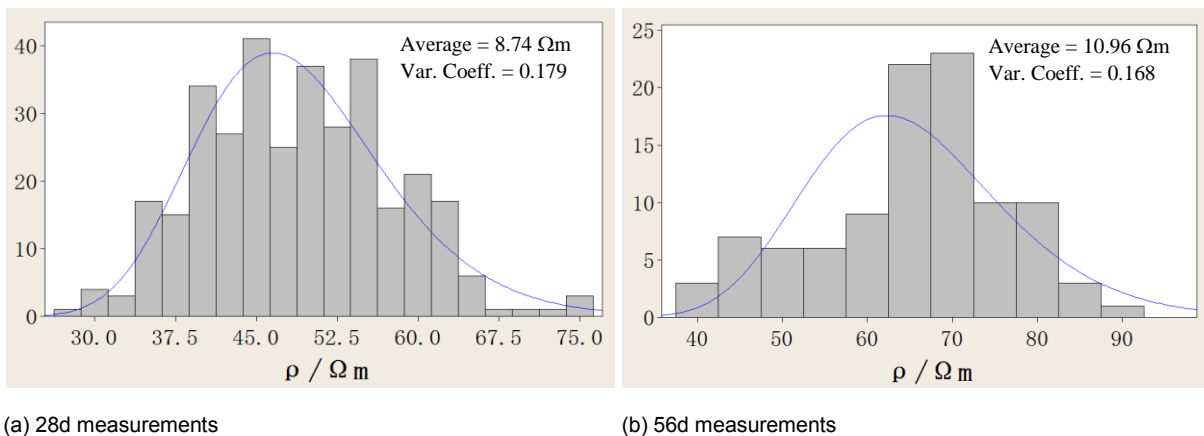 40
30
20
10
0
Average = 8.74 Ωm
Var. Coeff. = 0.179
30.0 37.5 45.0 52.5 60.0 67.5 75.0
ρ / Ω m
(a) 28d measurements
25
20
15
10
5
0
Average = 10.96 Ωm
Var. Coeff. = 0.168
40 50 60 70 80 90
ρ / Ω m
(b) 56d measurements